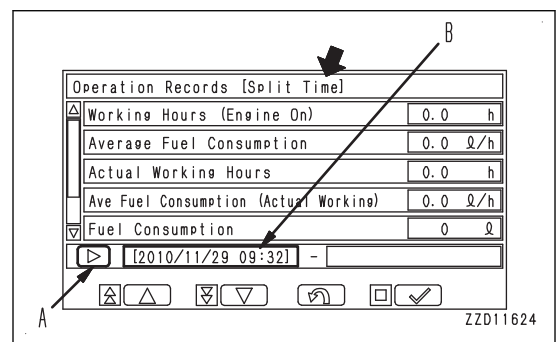 B
Operation Records [Split Time]
Working Hours (Engine On) 0.0 h
Average Fuel Consumption 0.0 ℓ/h
Actual Working Hours 0.0 h
Ave Fuel Consumption (Actual Working) 0.0 ℓ/h
Fuel Consumption 0 ℓ
[2010/11/29 09:32] -
A
ZZD11624